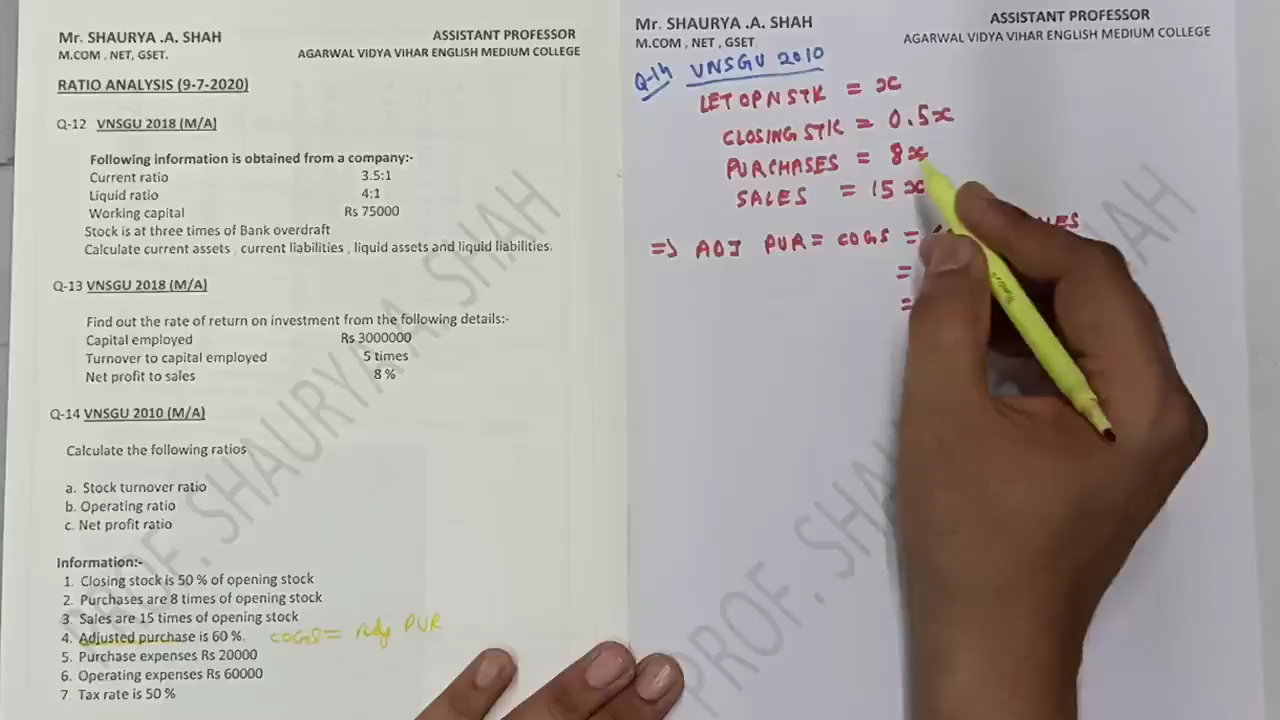 Mr. SHAURYA .A. SHAH
ASSISTANT PROFESSOR
M.COM , NET, GSET.
AGARWAL VIDYA VIHAR ENGLISH MEDIUM COLLEGE
RATIO ANALYSIS (9-7-2020)
Q-12 VNSGU 2018 (M/A)
Following information is obtained from a company:-
Current ratio 3.5:1
Liquid ratio 4:1
Working capital Rs 75000
Stock is at three times of Bank overdraft
Calculate current assets , current liabilities , liquid assets and liquid liabilities.
Q-13 VNSGU 2018 (M/A)
Find out the rate of return on investment from the following details:-
Capital employed Rs 3000000
Turnover to capital employed 5 times
Net profit to sales 8 %
Q-14 VNSGU 2010 (M/A)
Calculate the following ratios
a. Stock turnover ratio
b. Operating ratio
c. Net profit ratio
Information:-
1. Closing stock is 50 % of opening stock
2. Purchases are 8 times of opening stock
3. Sales are 15 times of opening stock
4. Adjusted purchase is 60 %. COGS = Adj PUR
5. Purchase expenses Rs 20000
6. Operating expenses Rs 60000
7. Tax rate is 50 %
PROF. SHAURYA A. SHAH
Mr. SHAURYA .A. SHAH
ASSISTANT PROFESSOR
M.COM , NET , GSET.
AGARWAL VIDYA VIHAR ENGLISH MEDIUM COLLEGE
Q-14 VNSGU 2010
LET OPN STK = x
CLOSING STK = 0.5x
PURCHASES = 8x
SALES = 15x
=> ADJ PUR = COGS =
=
=
PROF. SHAH